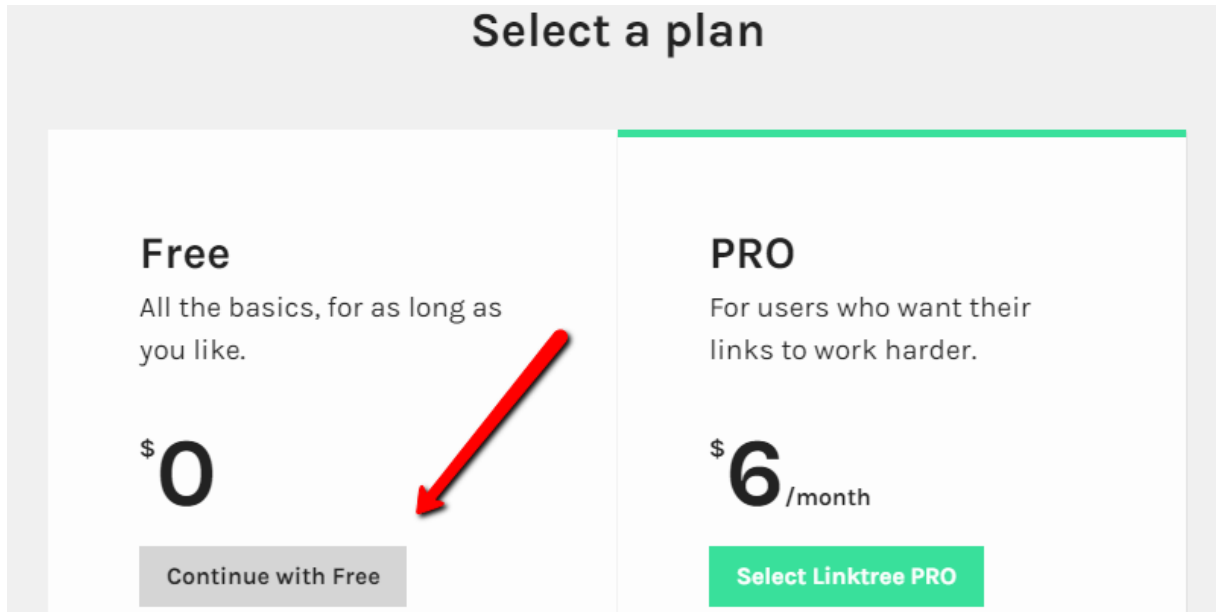 Select a plan
Free
All the basics, for as long as
you like.
$0
Continue with Free
PRO
For users who want their
links to work harder.
$6/month
Select Linktree PRO